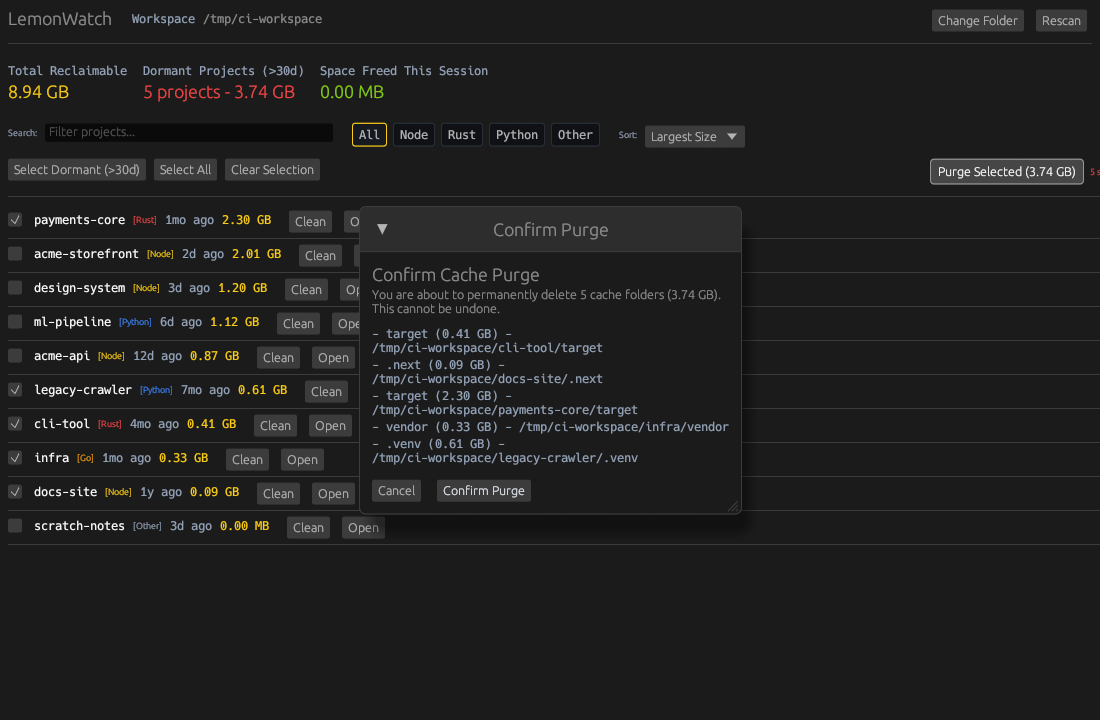 LemonWatch Workspace /tmp/ci-workspace Change Folder Rescan
Total Reclaimable Dormant Projects (>30d) Space Freed This Session
8.94 GB 5 projects - 3.74 GB 0.00 MB
Search: Filter projects... All Node Rust Python Other Sort: Largest Size
Select Dormant (>30d) Select All Clear Selection Purge Selected (3.74 GB) 5 s
payments-core [Rust] 1mo ago 2.30 GB Clean O
acme-storefront [Node] 2d ago 2.01 GB Clean
design-system [Node] 3d ago 1.20 GB Clean Op
ml-pipeline [Python] 6d ago 1.12 GB Clean Ope
acme-api [Node] 12d ago 0.87 GB Clean Open
legacy-crawler [Python] 7mo ago 0.61 GB Clean
cli-tool [Rust] 4mo ago 0.41 GB Clean Open
infra [Go] 1mo ago 0.33 GB Clean Open
docs-site [Node] 1y ago 0.09 GB Clean Open
scratch-notes [Other] 3d ago 0.00 MB Clean Open
Confirm Purge
Confirm Cache Purge
You are about to permanently delete 5 cache folders (3.74 GB).
This cannot be undone.
- target (0.41 GB) -
/tmp/ci-workspace/cli-tool/target
- .next (0.09 GB) -
/tmp/ci-workspace/docs-site/.next
- target (2.30 GB) -
/tmp/ci-workspace/payments-core/target
- vendor (0.33 GB) - /tmp/ci-workspace/infra/vendor
- .venv (0.61 GB) -
/tmp/ci-workspace/legacy-crawler/.venv
Cancel Confirm Purge